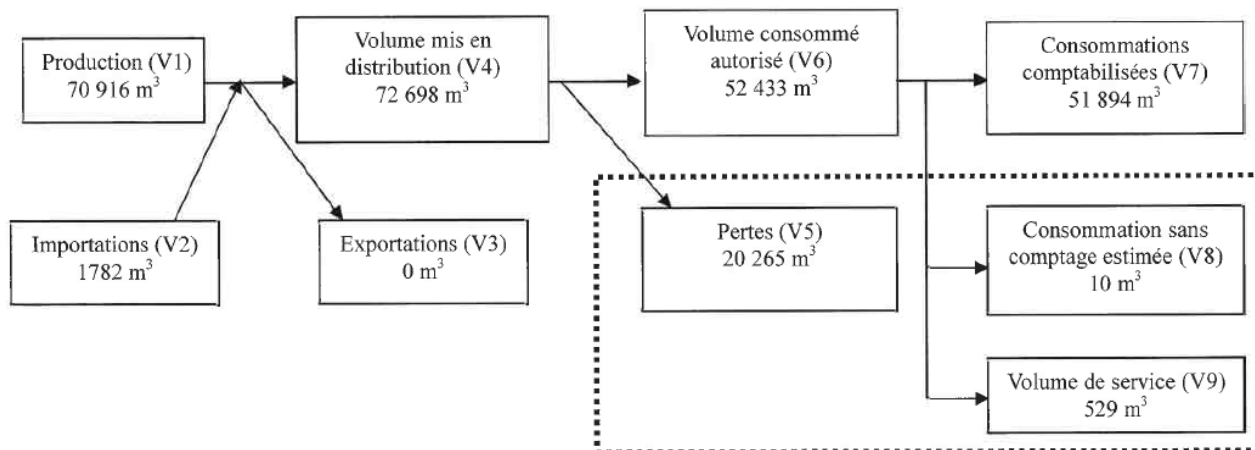 Production (V1)
70 916 m³
Volume mis en
distribution (V4)
72 698 m³
Volume consommé
autorisé (V6)
52 433 m³
Consommations
comptabilisées (V7)
51 894 m³
Importations (V2)
1782 m³
Exportations (V3)
0 m³
Pertes (V5)
20 265 m³
Consommation sans
comptage estimée (V8)
10 m³
Volume de service (V9)
529 m³